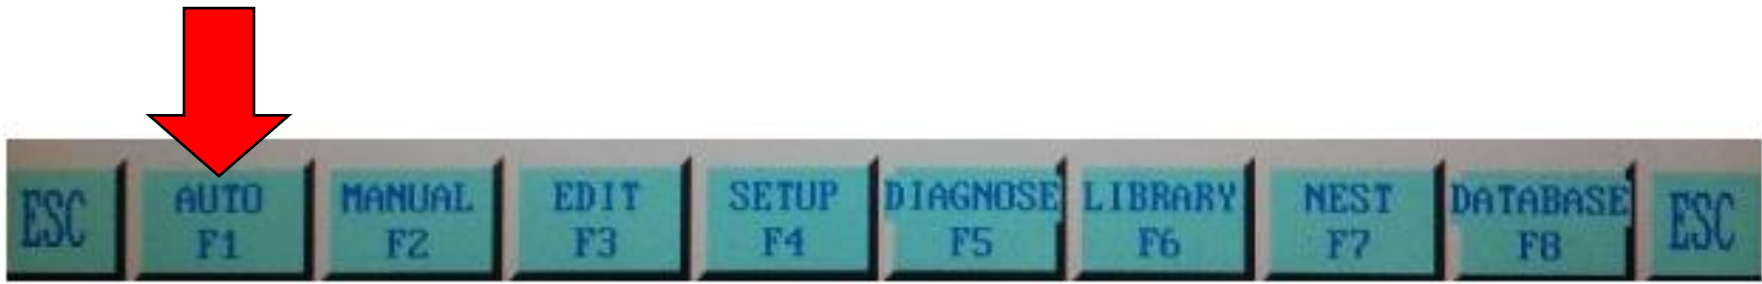 ESC
AUTO
F1
MANUAL
F2
EDIT
F3
SETUP
F4
DIAGNOSE
F5
LIBRARY
F6
NEST
F7
DATABASE
F8
ESC